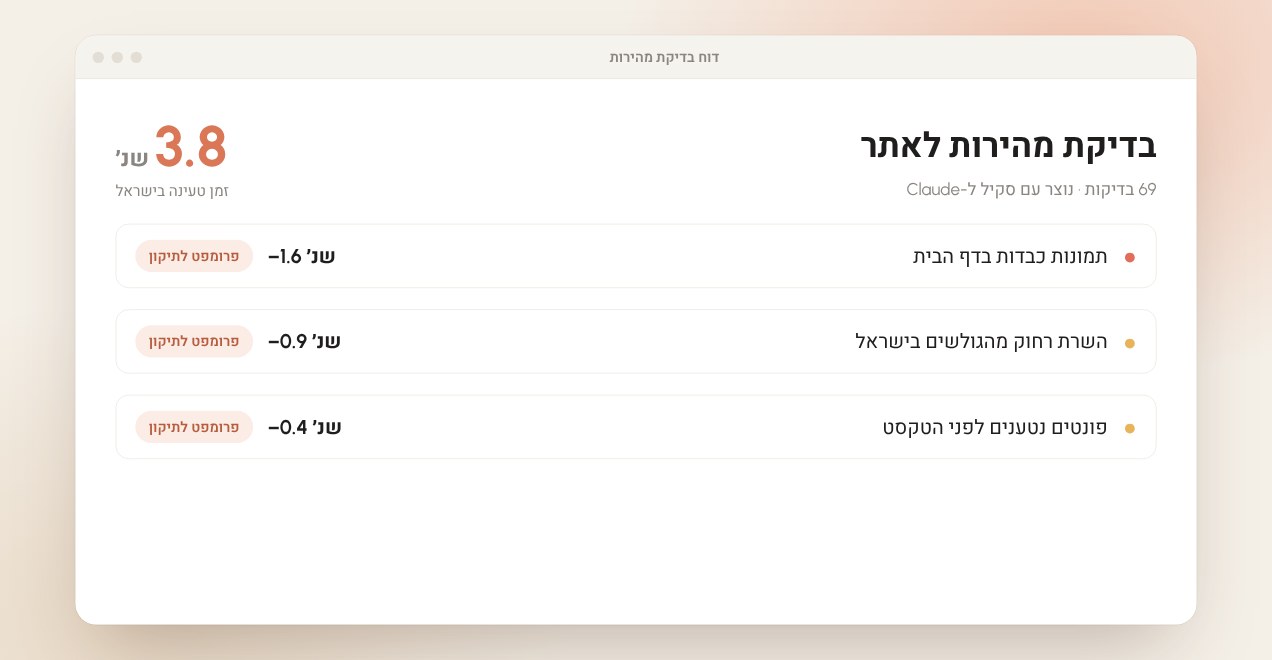 דוח בדיקת מהירות
בדיקת מהירות לאתר
69 בדיקות · נוצר עם סקיל ל-Claude
3.8 שנ׳
זמן טעינה בישראל
תמונות כבדות בדף הבית
שנ׳ 1.6−
פרומפט לתיקון
השרת רחוק מהגולשים בישראל
שנ׳ 0.9−
פרומפט לתיקון
פונטים נטענים לפני הטקסט
שנ׳ 0.4−
פרומפט לתיקון